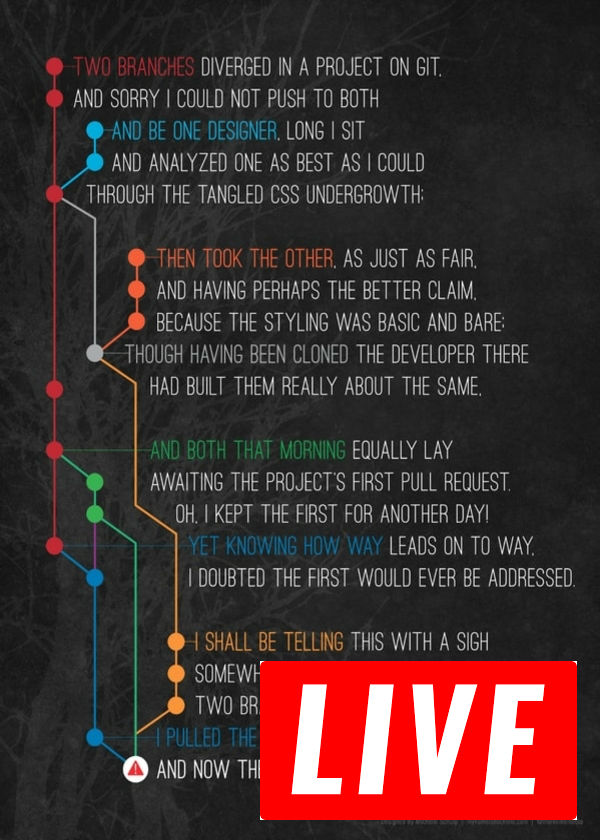 TWO BRANCHES DIVERGED IN A PROJECT ON GIT,
AND SORRY I COULD NOT PUSH TO BOTH
AND BE ONE DESIGNER, LONG I SIT
AND ANALYZED ONE AS BEST AS I COULD
THROUGH THE TANGLED CSS UNDERGROWTH;
THEN TOOK THE OTHER, AS JUST AS FAIR,
AND HAVING PERHAPS THE BETTER CLAIM,
BECAUSE THE STYLING WAS BASIC AND BARE;
THOUGH HAVING BEEN CLONED THE DEVELOPER THERE
HAD BUILT THEM REALLY ABOUT THE SAME,
AND BOTH THAT MORNING EQUALLY LAY
AWAITING THE PROJECT'S FIRST PULL REQUEST.
OH, I KEPT THE FIRST FOR ANOTHER DAY!
YET KNOWING HOW WAY LEADS ON TO WAY,
I DOUBTED THE FIRST WOULD EVER BE ADDRESSED.
I SHALL BE TELLING THIS WITH A SIGH
SOMEWH
TWO BR
I PULLED THE
AND NOW THE
LIVE